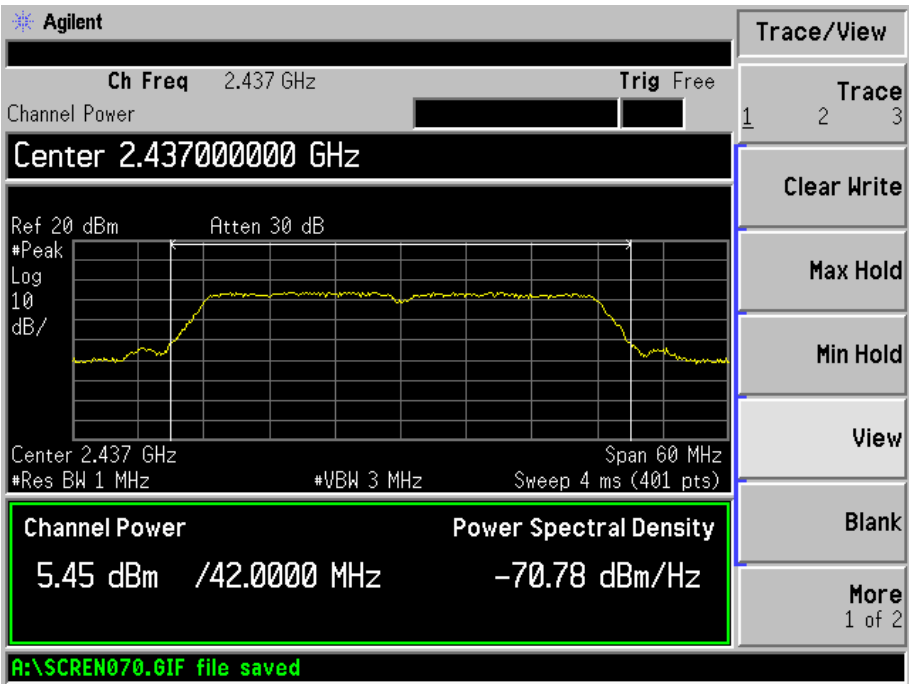 Agilent
Ch Freq 2.437 GHz Trig Free
Channel Power
Center 2.437000000 GHz
Ref 20 dBm Atten 30 dB
#Peak
Log
10
dB/
Center 2.437 GHz Span 60 MHz
#Res BW 1 MHz #VBW 3 MHz Sweep 4 ms (401 pts)
Channel Power Power Spectral Density
5.45 dBm /42.0000 MHz -70.78 dBm/Hz
A:\SCREN070.GIF file saved
Trace/View
Trace
1 2 3
Clear Write
Max Hold
Min Hold
View
Blank
More
1 of 2